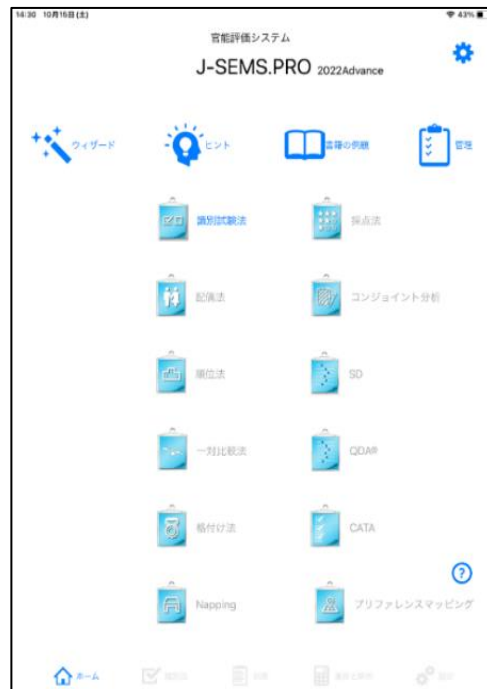 14:30 10月15日(土) 43%
官能評価システム
J-SEMS.PRO 2022Advance
ウィザード ヒント 書籍の例題 管理
識別試験法 採点法
配偶法 コンジョイント分析
順位法 SD
一対比較法 QDA®
格付け法 CATA
Napping プリファレンスマッピング
ホーム